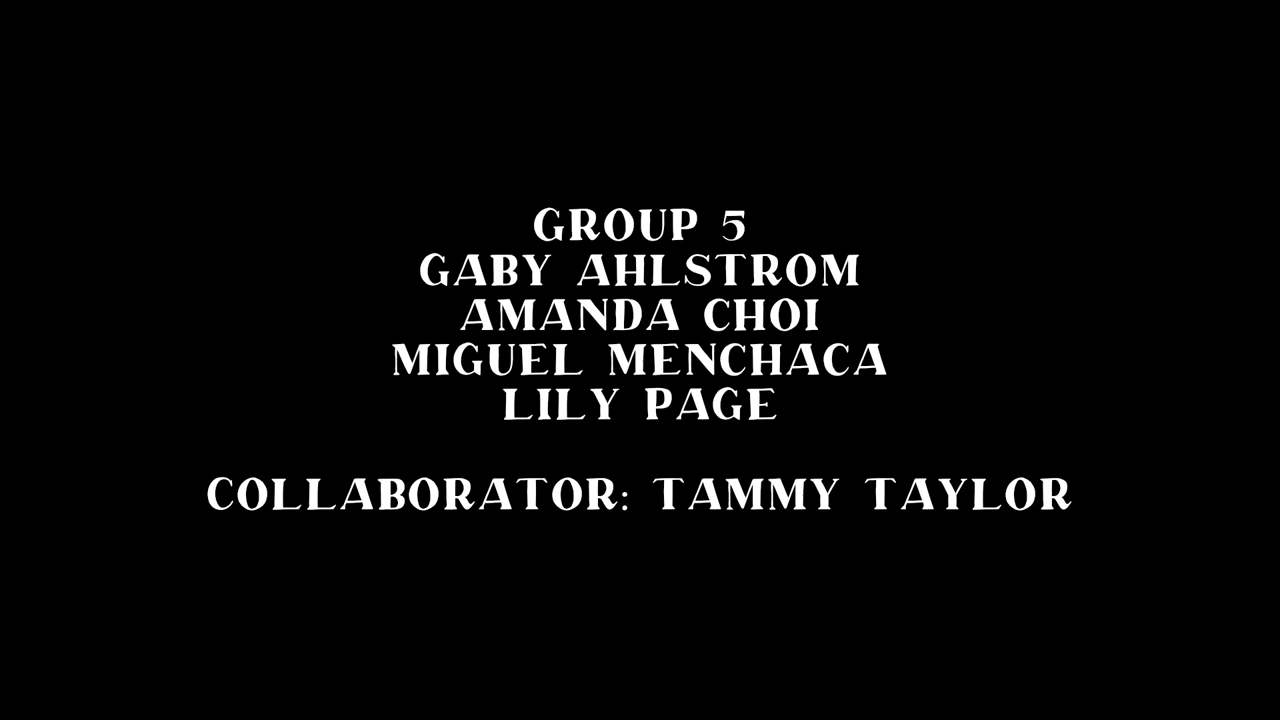 GROUP 5
GABY AHLSTROM
AMANDA CHOI
MIGUEL MENCHACA
LILY PAGE
COLLABORATOR: TAMMY TAYLOR